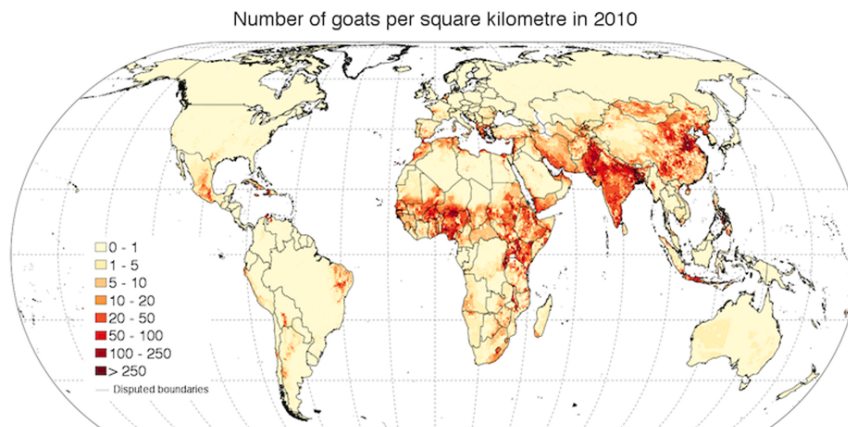 Number of goats per square kilometre in 2010
0 - 1
1 - 5
5 - 10
10 - 20
20 - 50
50 - 100
100 - 250
> 250
Disputed boundaries